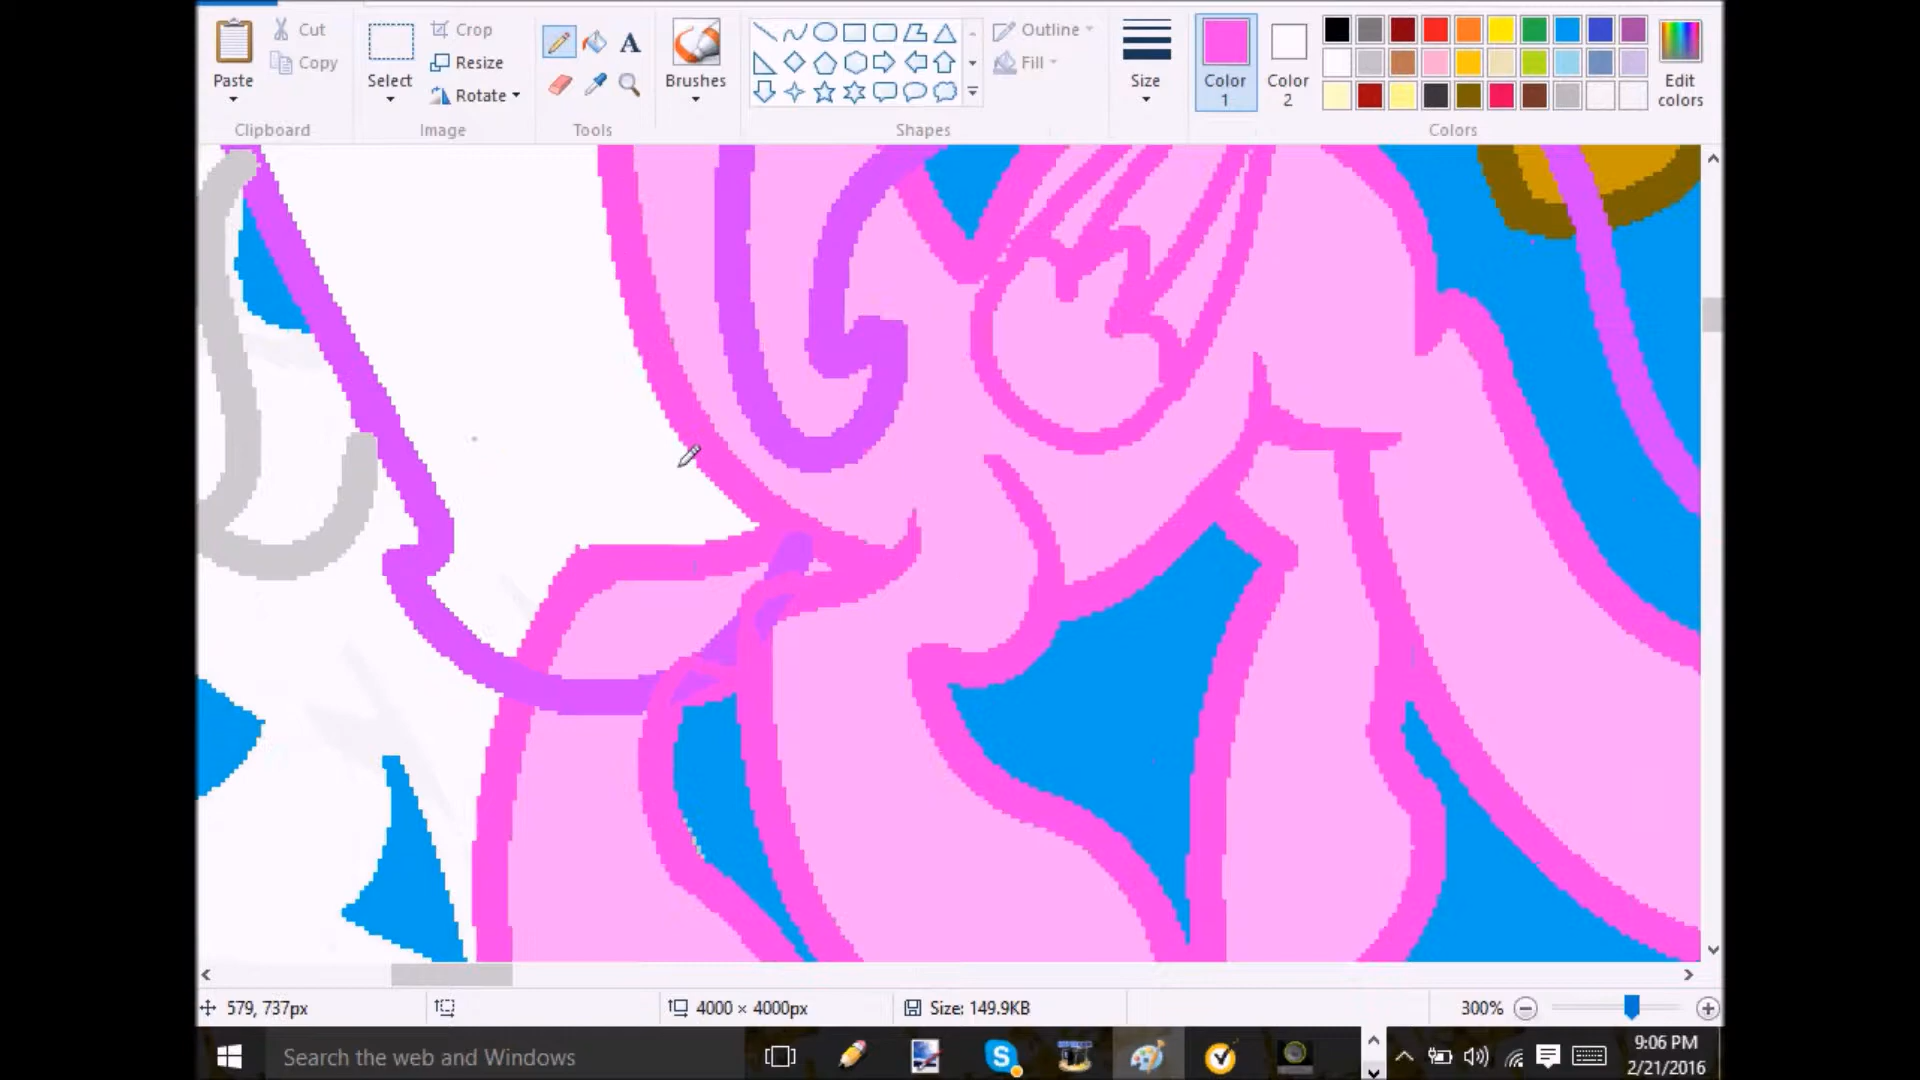 Paste
Cut
Copy
Clipboard
Select
Crop
Resize
Rotate
Image
A
Tools
Brushes
Shapes
Outline
Fill
Size
Color
1
Color
2
Edit
colors
Colors
579, 737px
4000 × 4000px
Size: 149.9KB
300%
Search the web and Windows
9:06 PM
2/21/2016